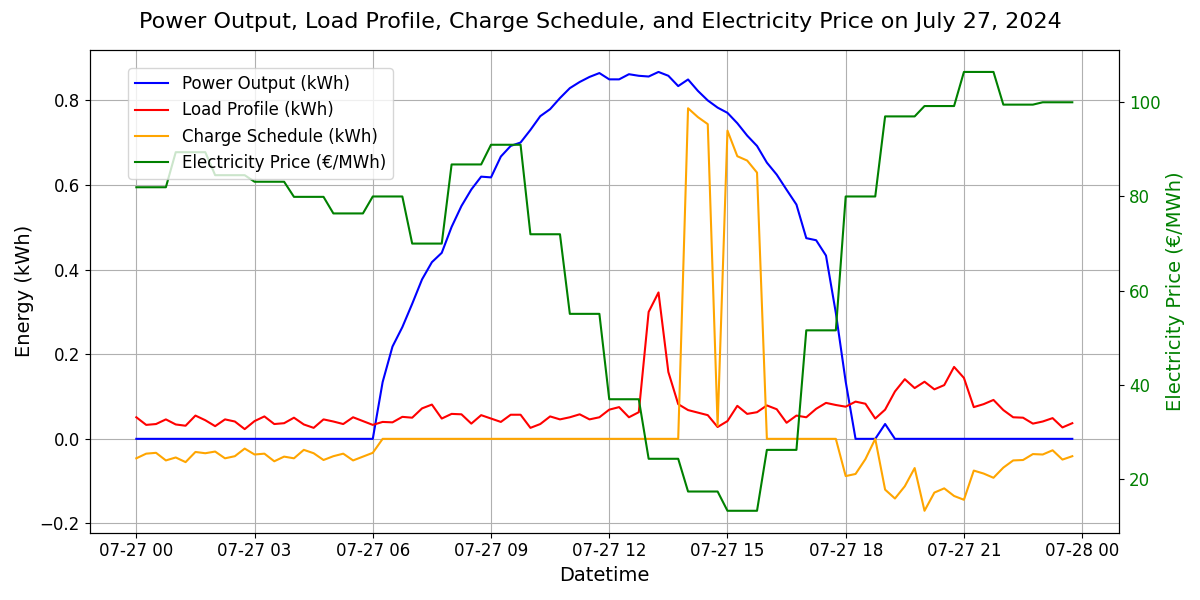 Power Output, Load Profile, Charge Schedule, and Electricity Price on July 27, 2024
Power Output (kWh)
Load Profile (kWh)
Charge Schedule (kWh)
Electricity Price (€/MWh)
Energy (kWh)
0.8
0.6
0.4
0.2
0.0
−0.2
100
80
60
40
20
Electricity Price (€/MWh)
07-27 00 07-27 03 07-27 06 07-27 09 07-27 12 07-27 15 07-27 18 07-27 21 07-28 00
Datetime